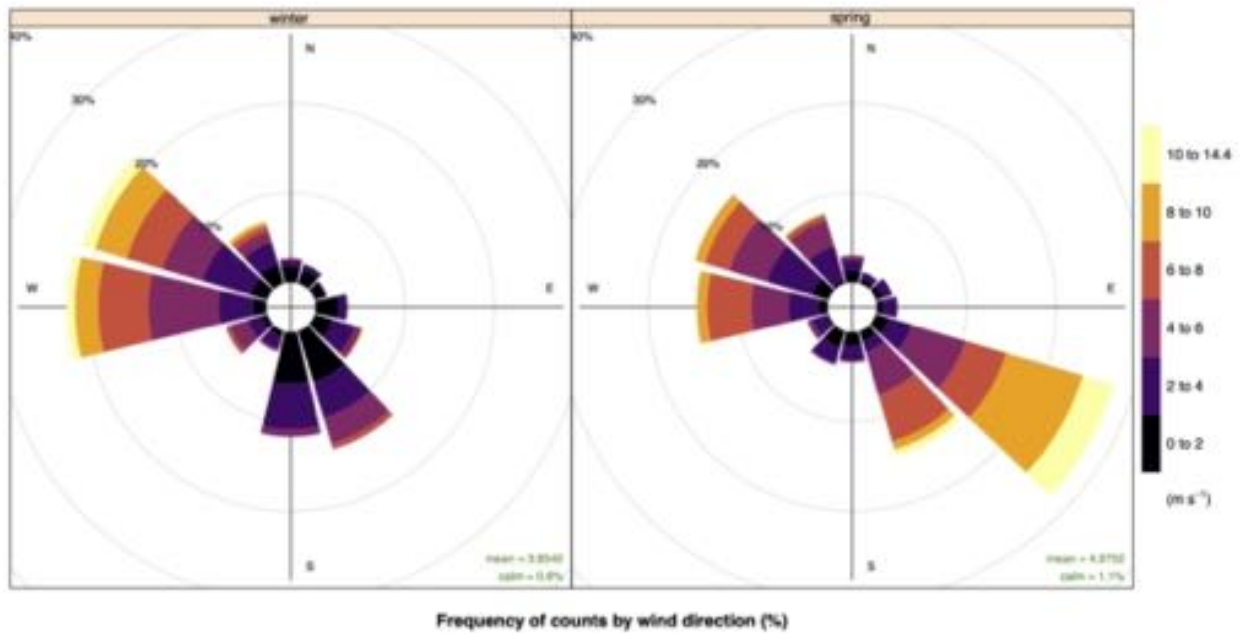 winter
spring
40%
30%
20%
N
W
E
S
30%
20%
N
W
E
S
10 to 14.4
8 to 10
6 to 8
4 to 6
2 to 4
0 to 2
(m s⁻¹)
calm = 0.6%
calm = 1.1%
Frequency of counts by wind direction (%)